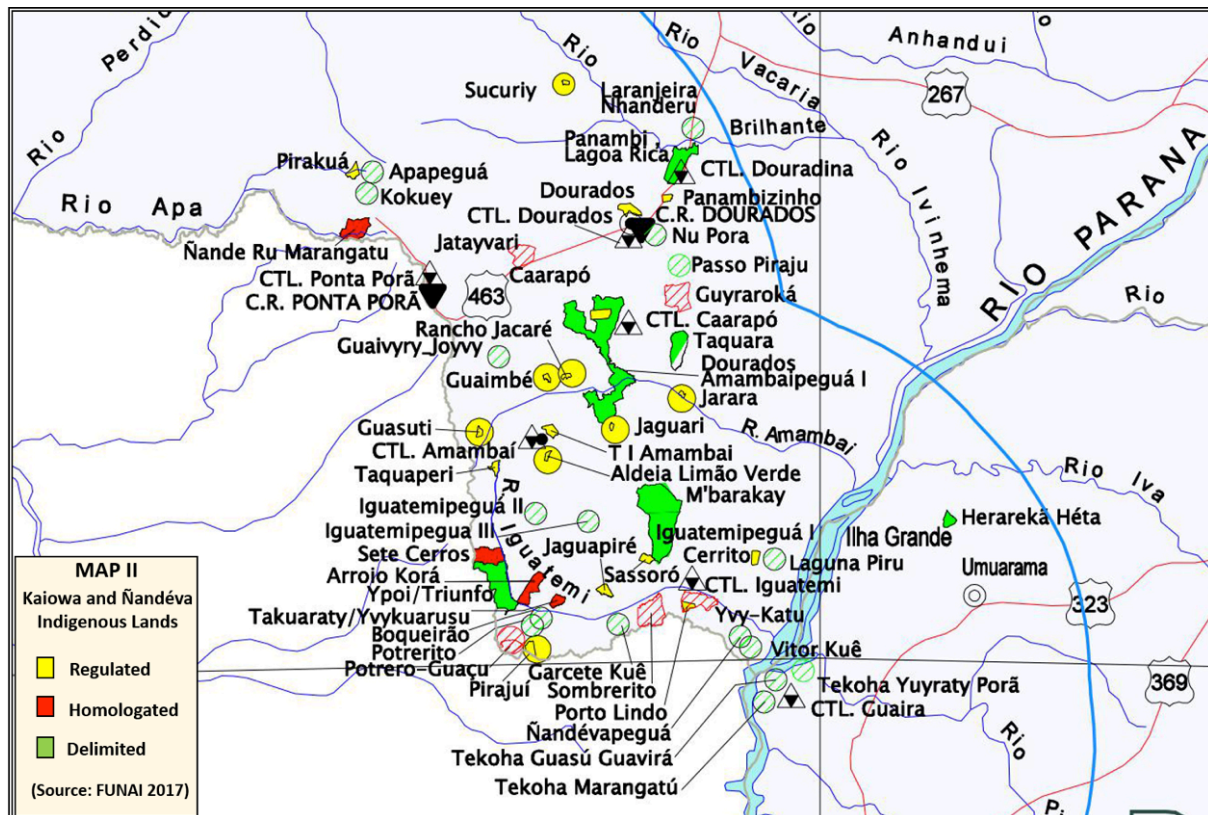 Rio
Perdic
Rio
Rio
Vacaria
Anhandui
267
Sucuriy
Laranjeira
Nhanderu
Brilhante
Panambi
Lagoa Rica
CTL. Douradina
Pirakuá
Apapeguá
Kokuey
Rio Apa
Dourados
Panambizinho
CTL. Dourados
C.R. DOURADOS
Nu Pora
Rio Ivinhema
RIO PARANA
Ñande Ru Marangatu
Jatayvari
CTL. Ponta Porã
C.R. PONTA PORÃ
463
Caarapó
Passo Piraju
Guyraroká
Rio
Rancho Jacaré
Guaivyry_Joyvy
CTL. Caarapó
Taquara
Dourados
Guaimbé
Amambaipeguá I
Jarara
Guasuti
Jaguari
R. Amambai
CTL. Amambaí
T I Amambai
Aldeia Limão Verde
Taquaperi
M'barakay
Rio Iva
R. Iguatemi
Iguatemipeguá II
Iguatemipegua III
Jaguapiré
Iguatemipeguá I
Ilha Grande
Herarekã Héta
Sete Cerros
Sassoró
Cerrito
Laguna Piru
Umuarama
Arroio Korá
CTL. Iguatemi
323
Ypoi/Triunfo
Takuaraty/Yvykuarusu
Boqueirão
Potrerito
Yvy-Katu
Vitor Kuê
Potrero-Guaçu
Garcete Kuê
Pirajuí
Sombrerito
Tekoha Yuyraty Porã
369
Porto Lindo
CTL. Guaira
Ñandévapeguá
Tekoha Guasú Guavirá
Rio
Tekoha Marangatú
MAP II
Kaiowa and Ñandéva
Indigenous Lands
Regulated
Homologated
Delimited
(Source: FUNAI 2017)